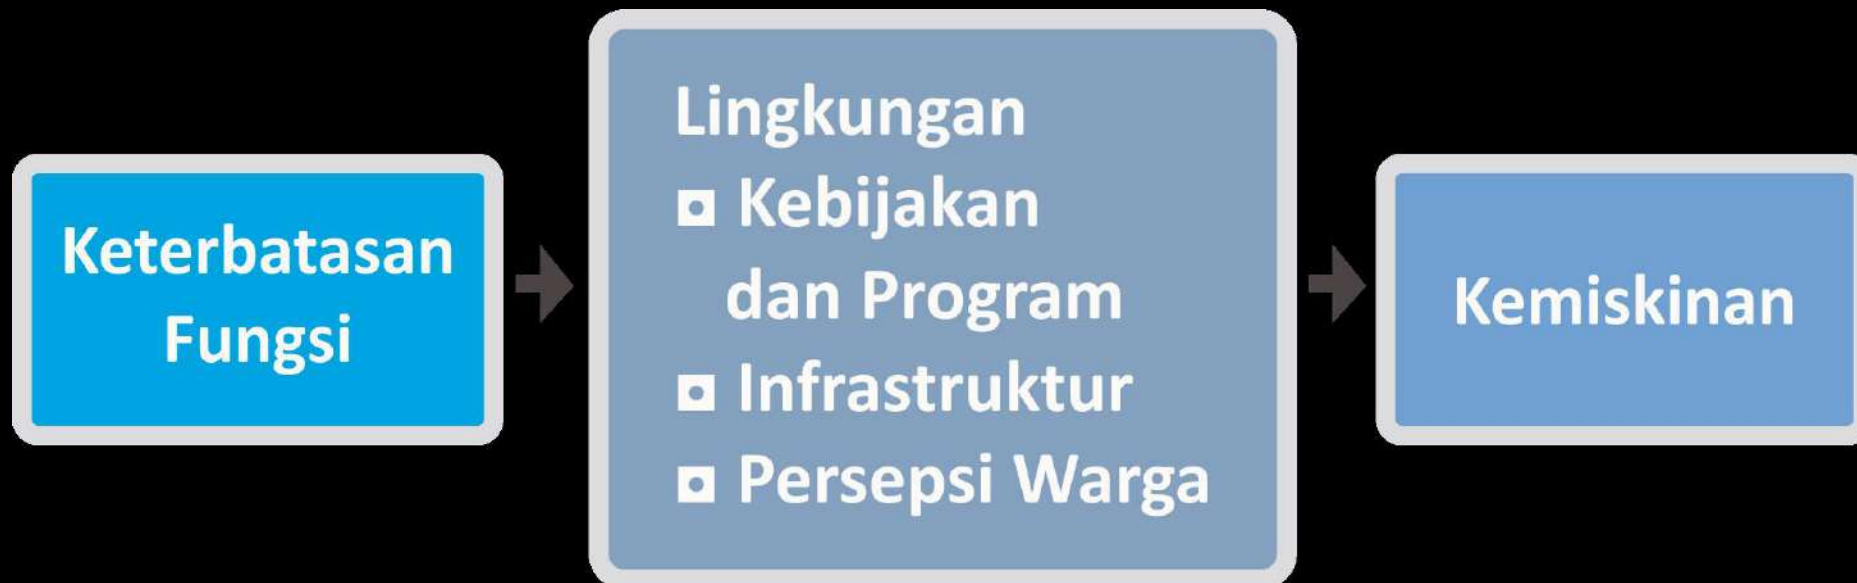 Keterbatasan
Fungsi
Lingkungan
◘ Kebijakan
dan Program
◘ Infrastruktur
◘ Persepsi Warga
Kemiskinan